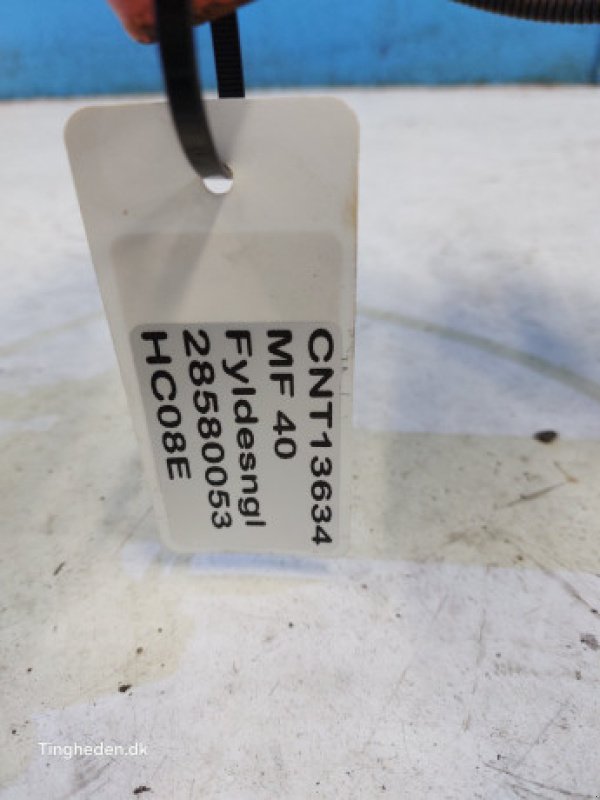 CNT13634
MF 40
Fyldesngl
28580053
HC08E
Tingheden.dk